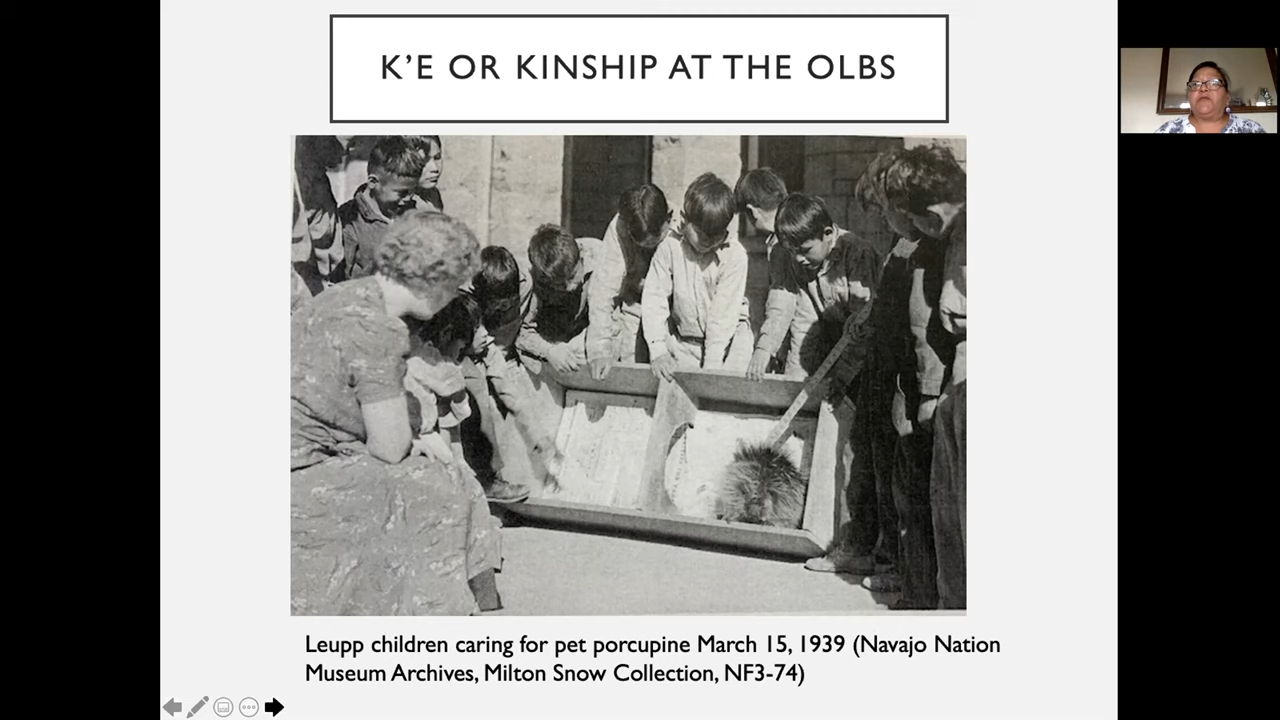 K’E OR KINSHIP AT THE OLBS
Leupp children caring for pet porcupine March 15, 1939 (Navajo Nation
Museum Archives, Milton Snow Collection, NF3-74)